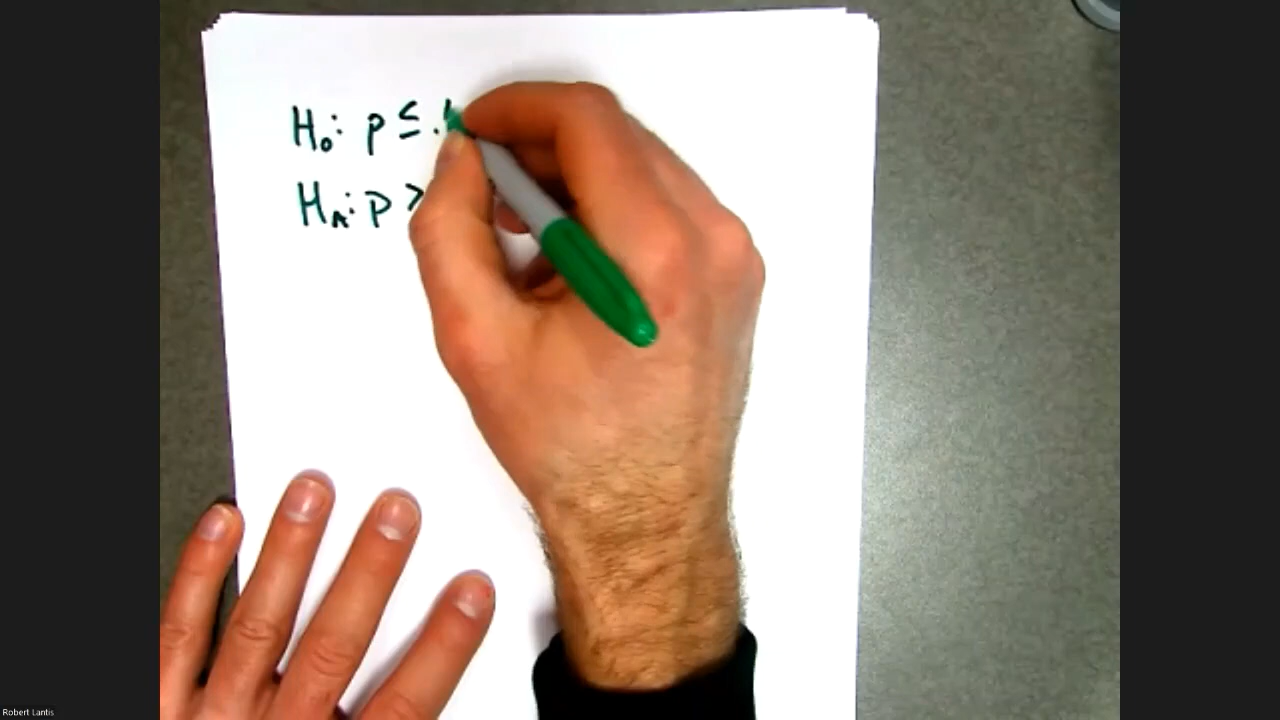 H₀: p ≤ .
Hₐ: p >
Robert Lantis